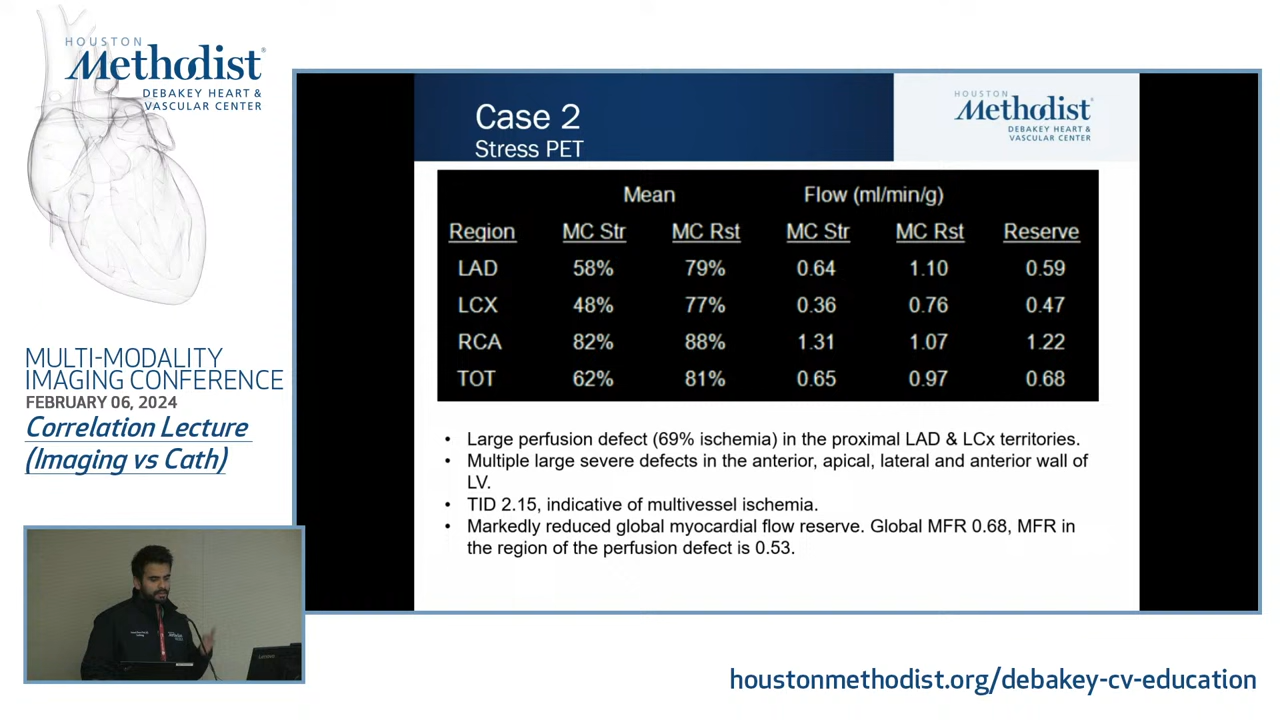 HOUSTON
Methodist®
DEBAKEY HEART &
VASCULAR CENTER
MULTI-MODALITY
IMAGING CONFERENCE
FEBRUARY 06, 2024
Correlation Lecture
(Imaging vs Cath)
Case 2
Stress PET
HOUSTON
Methodist®
DEBAKEY HEART &
VASCULAR CENTER
Mean Flow (ml/min/g)
Region MC Str MC Rst MC Str MC Rst Reserve
LAD 58% 79% 0.64 1.10 0.59
LCX 48% 77% 0.36 0.76 0.47
RCA 82% 88% 1.31 1.07 1.22
TOT 62% 81% 0.65 0.97 0.68
• Large perfusion defect (69% ischemia) in the proximal LAD & LCx territories.
• Multiple large severe defects in the anterior, apical, lateral and anterior wall of
LV.
• TID 2.15, indicative of multivessel ischemia.
• Markedly reduced global myocardial flow reserve. Global MFR 0.68, MFR in
the region of the perfusion defect is 0.53.
Methodist
Lenovo
houstonmethodist.org/debakey-cv-education